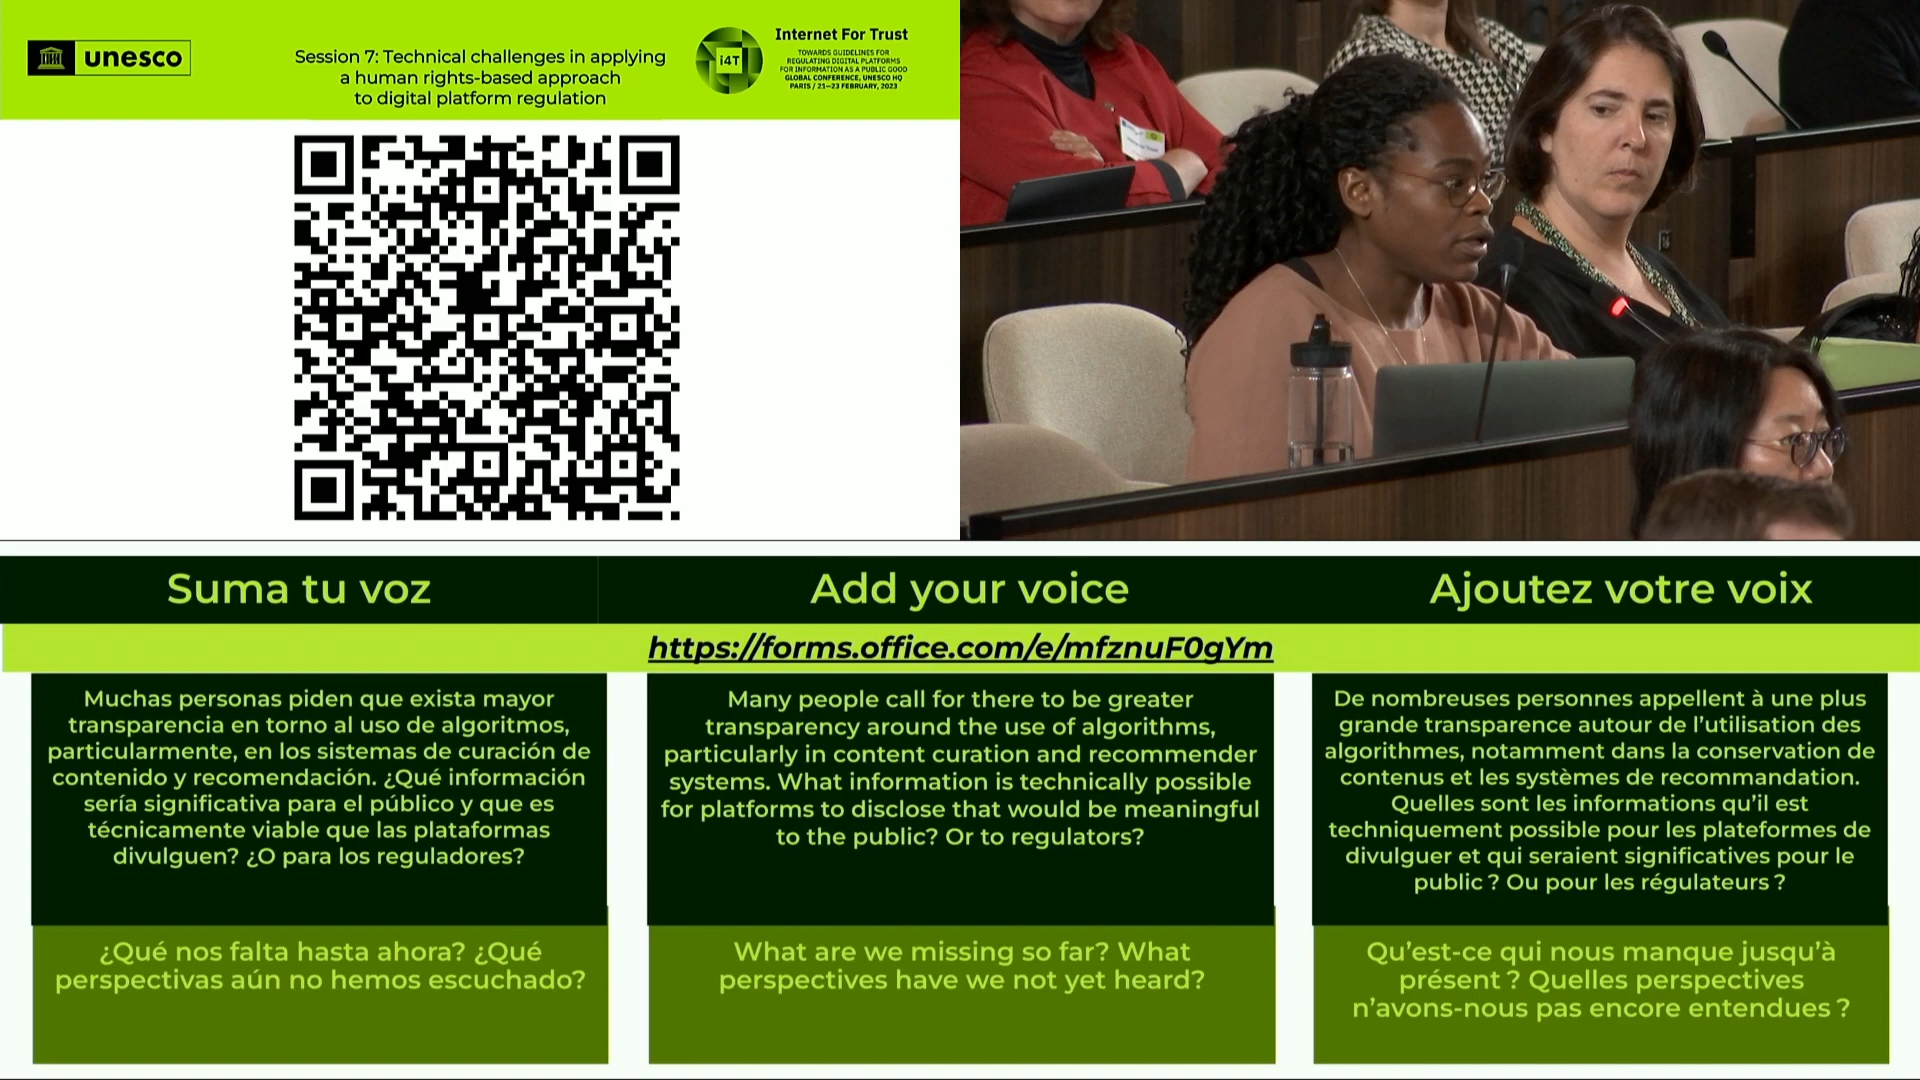 unesco
Session 7: Technical challenges in applying
a human rights-based approach
to digital platform regulation
i4T
Internet For Trust
TOWARDS GUIDELINES FOR
REGULATING DIGITAL PLATFORMS
FOR INFORMATION AS A PUBLIC GOOD
GLOBAL CONFERENCE, UNESCO HQ
PARIS / 21–23 FEBRUARY, 2023
Suma tu voz
Add your voice
Ajoutez votre voix
https://forms.office.com/e/mfznuF0gYm
Muchas personas piden que exista mayor
transparencia en torno al uso de algoritmos,
particularmente, en los sistemas de curación de
contenido y recomendación. ¿Qué información
sería significativa para el público y que es
técnicamente viable que las plataformas
divulguen? ¿O para los reguladores?
Many people call for there to be greater
transparency around the use of algorithms,
particularly in content curation and recommender
systems. What information is technically possible
for platforms to disclose that would be meaningful
to the public? Or to regulators?
De nombreuses personnes appellent à une plus
grande transparence autour de l’utilisation des
algorithmes, notamment dans la conservation de
contenus et les systèmes de recommandation.
Quelles sont les informations qu’il est
techniquement possible pour les plateformes de
divulguer et qui seraient significatives pour le
public ? Ou pour les régulateurs ?
¿Qué nos falta hasta ahora? ¿Qué
perspectivas aún no hemos escuchado?
What are we missing so far? What
perspectives have we not yet heard?
Qu’est-ce qui nous manque jusqu’à
présent ? Quelles perspectives
n’avons-nous pas encore entendues ?